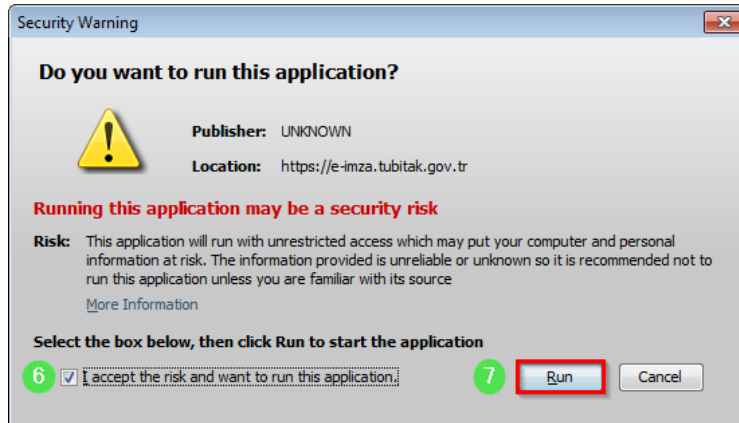 Security Warning
Do you want to run this application?
Publisher: UNKNOWN
Location: https://e-imza.tubitak.gov.tr
Running this application may be a security risk
Risk: This application will run with unrestricted access which may put your computer and personal
information at risk. The information provided is unreliable or unknown so it is recommended not to
run this application unless you are familiar with its source
More Information
Select the box below, then click Run to start the application
6 I accept the risk and want to run this application. 7 Run Cancel